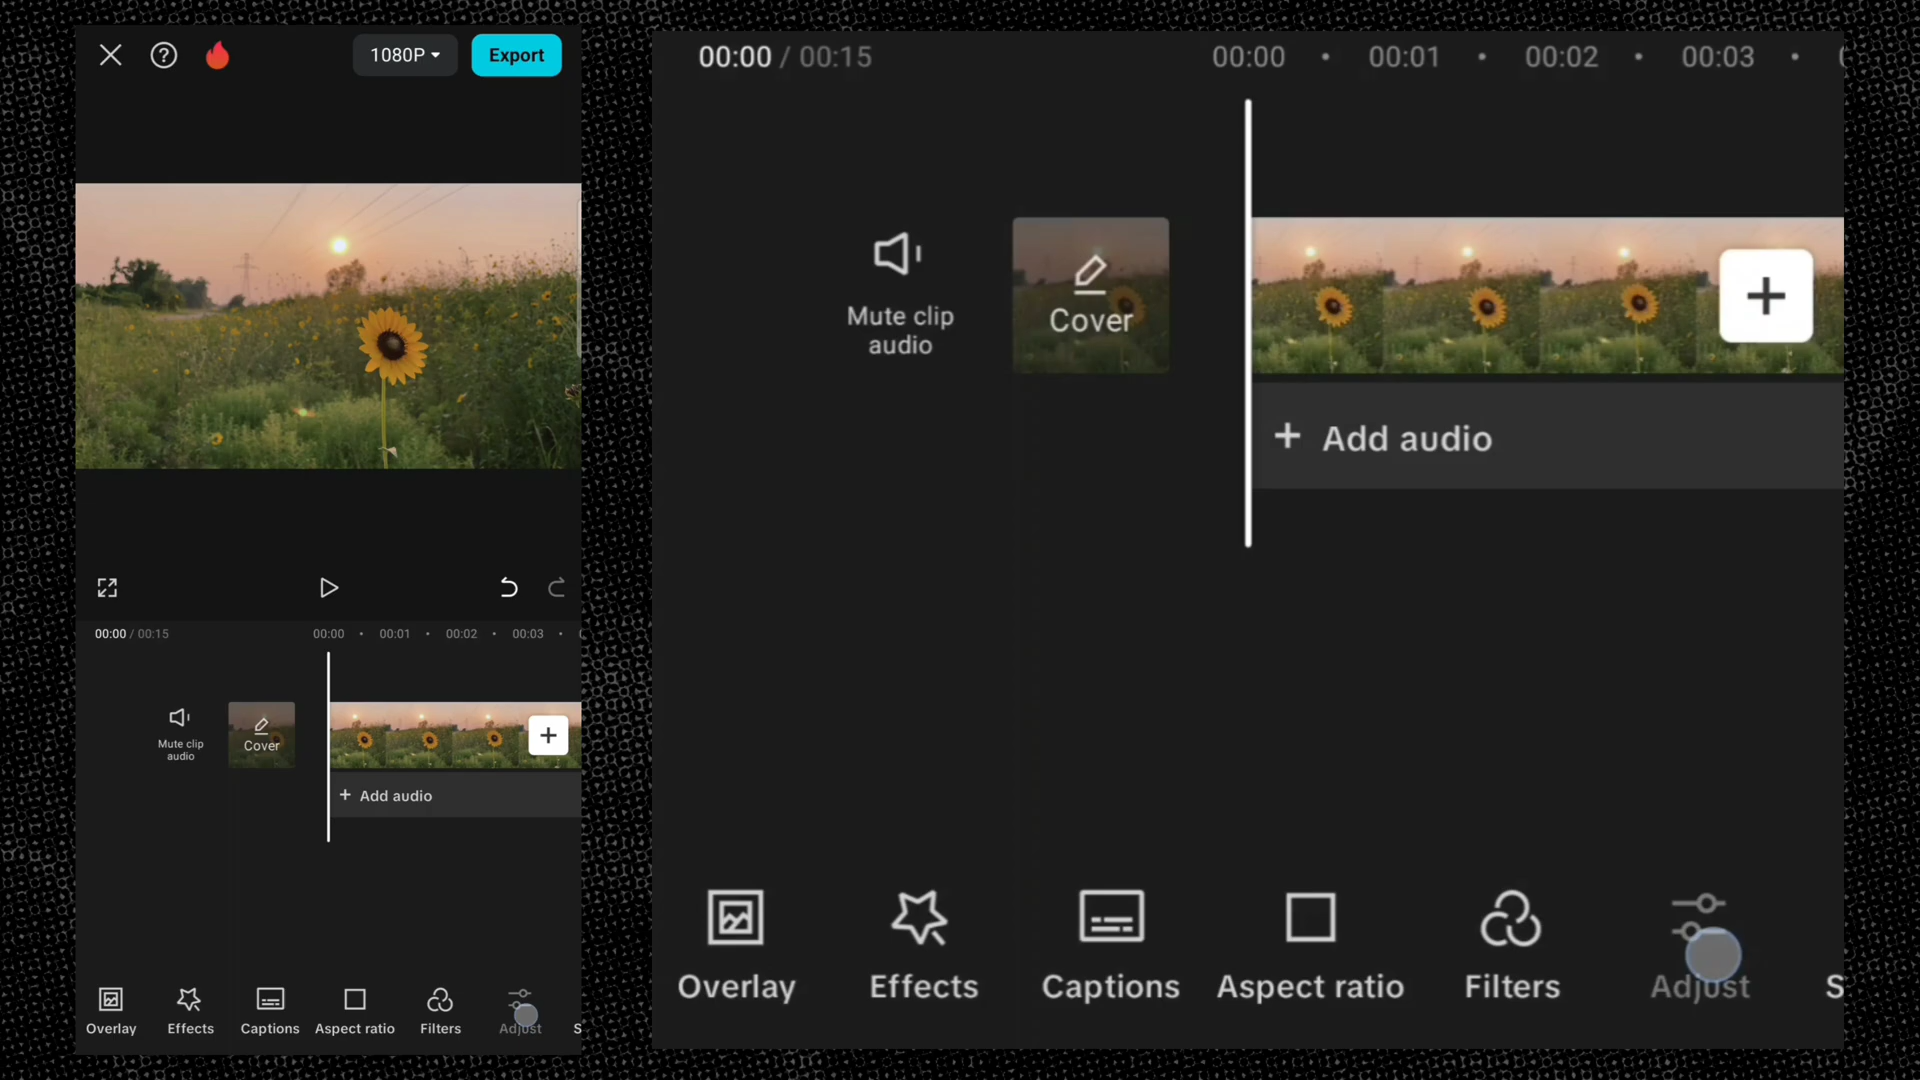 1080P
Export
00:00 / 00:15
00:00
00:01
00:02
00:03
Mute clip
audio
Cover
+ Add audio
Overlay
Effects
Captions
Aspect ratio
Filters
Adjust
S
00:00 / 00:15
00:00
00:01
00:02
00:03
Mute clip
audio
Cover
+ Add audio
Overlay
Effects
Captions
Aspect ratio
Filters
Adjust
S